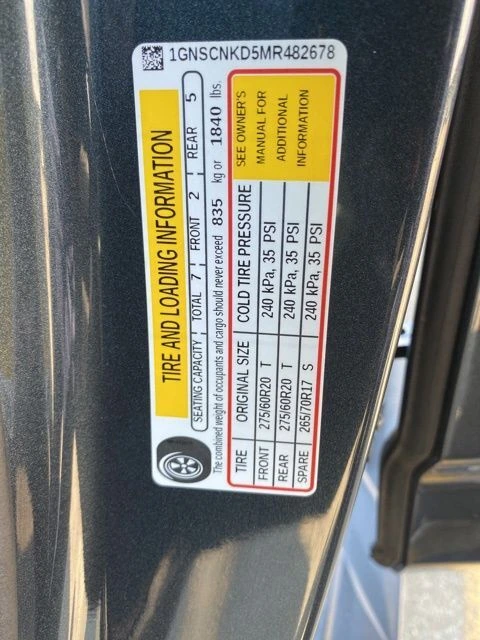 1GNSCNKD5MR482678
TIRE AND LOADING INFORMATION
SEATING CAPACITY TOTAL 7 FRONT 2 REAR 5
The combined weight of occupants and cargo should never exceed 835 kg or 1840 lbs.
TIRE ORIGINAL SIZE COLD TIRE PRESSURE
FRONT 275/60R20 T 240 kPa, 35 PSI
REAR 275/60R20 T 240 kPa, 35 PSI
SPARE 265/70R17 S 240 kPa, 35 PSI
SEE OWNER'S
MANUAL FOR
ADDITIONAL
INFORMATION